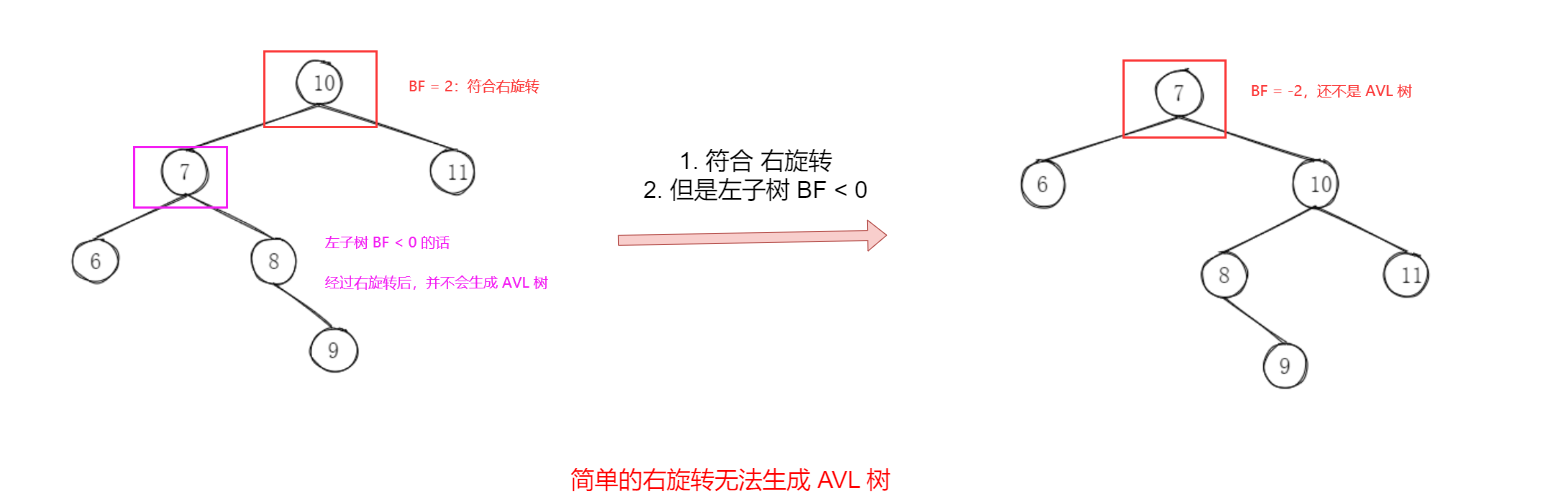 10
BF = 2：符合右旋转
7
11
6
8
左子树 BF < 0 的话
经过右旋转后，并不会生成 AVL 树
9
1. 符合 右旋转
2. 但是左子树 BF < 0
7
BF = -2，还不是 AVL 树
6
10
8
11
9
简单的右旋转无法生成 AVL 树